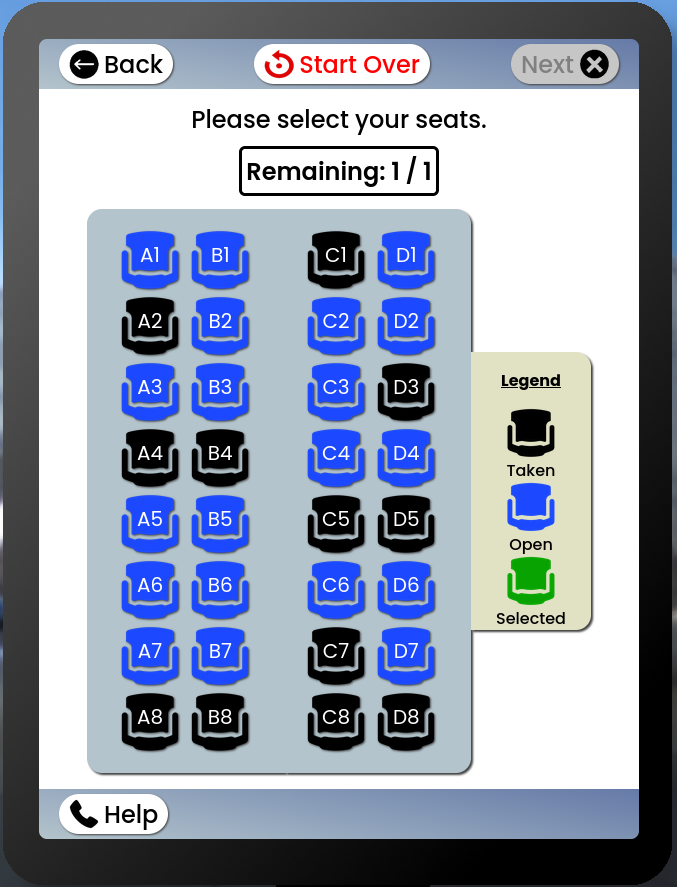 Back Start Over Next
Please select your seats.
Remaining: 1 / 1
A1 B1 C1 D1
A2 B2 C2 D2
A3 B3 C3 D3
A4 B4 C4 D4
A5 B5 C5 D5
A6 B6 C6 D6
A7 B7 C7 D7
A8 B8 C8 D8
Legend
Taken
Open
Selected
Help